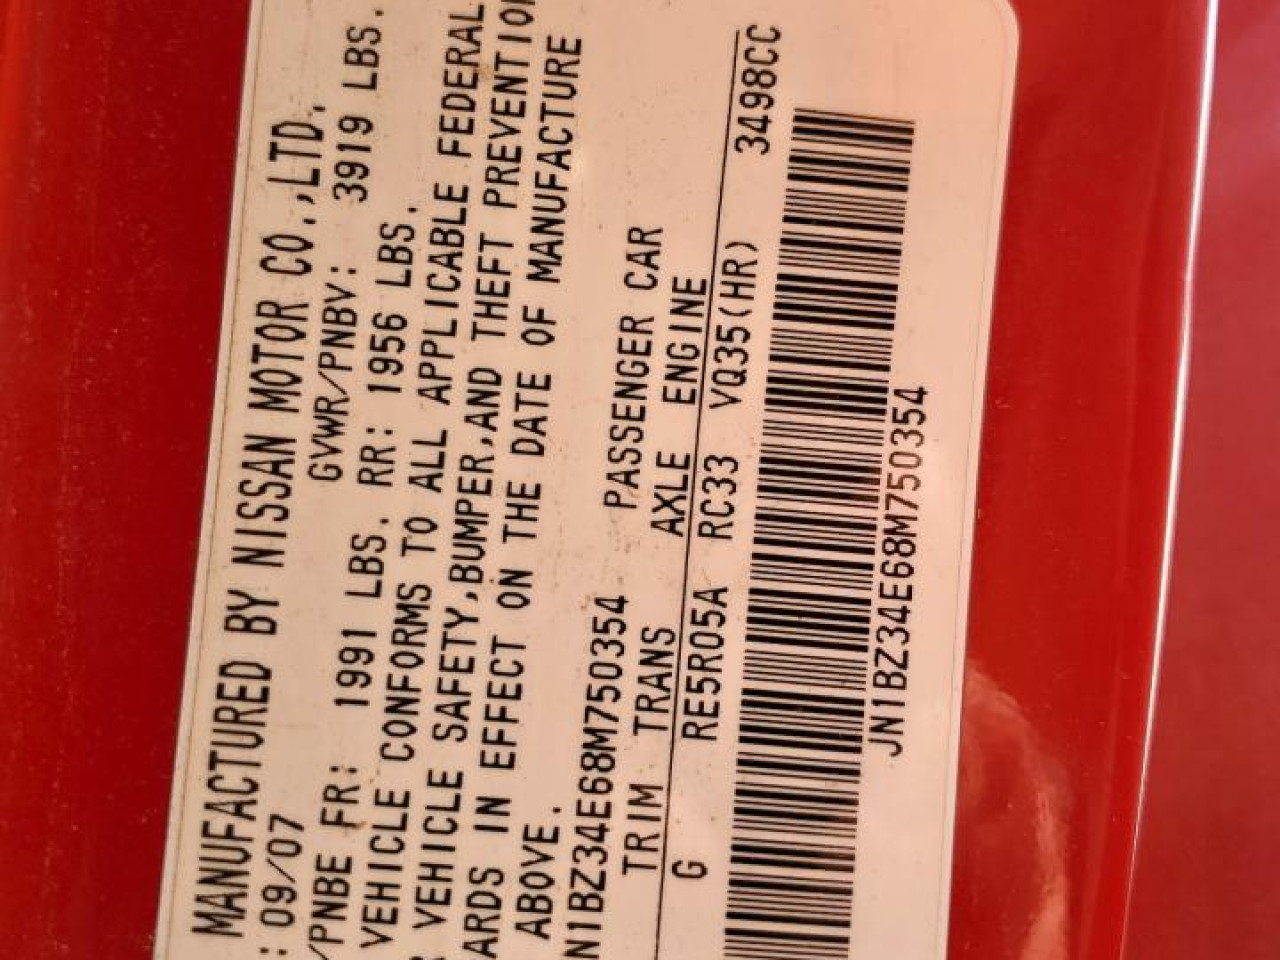 MANUFACTURED BY NISSAN MOTOR CO.,LTD.
: 09/07 GVWR/PNBV: 3919 LBS.
/PNBE FR: 1991 LBS. RR: 1956 LBS.
VEHICLE CONFORMS TO ALL APPLICABLE FEDERAL
VEHICLE SAFETY,BUMPER,AND THEFT PREVENTION
ARDS IN EFFECT ON THE DATE OF MANUFACTURE
ABOVE.
N1BZ34E68M750354 PASSENGER CAR
TRIM TRANS AXLE ENGINE
G RE5R05A RC33 VQ35(HR) 3498CC
JN1BZ34E68M750354